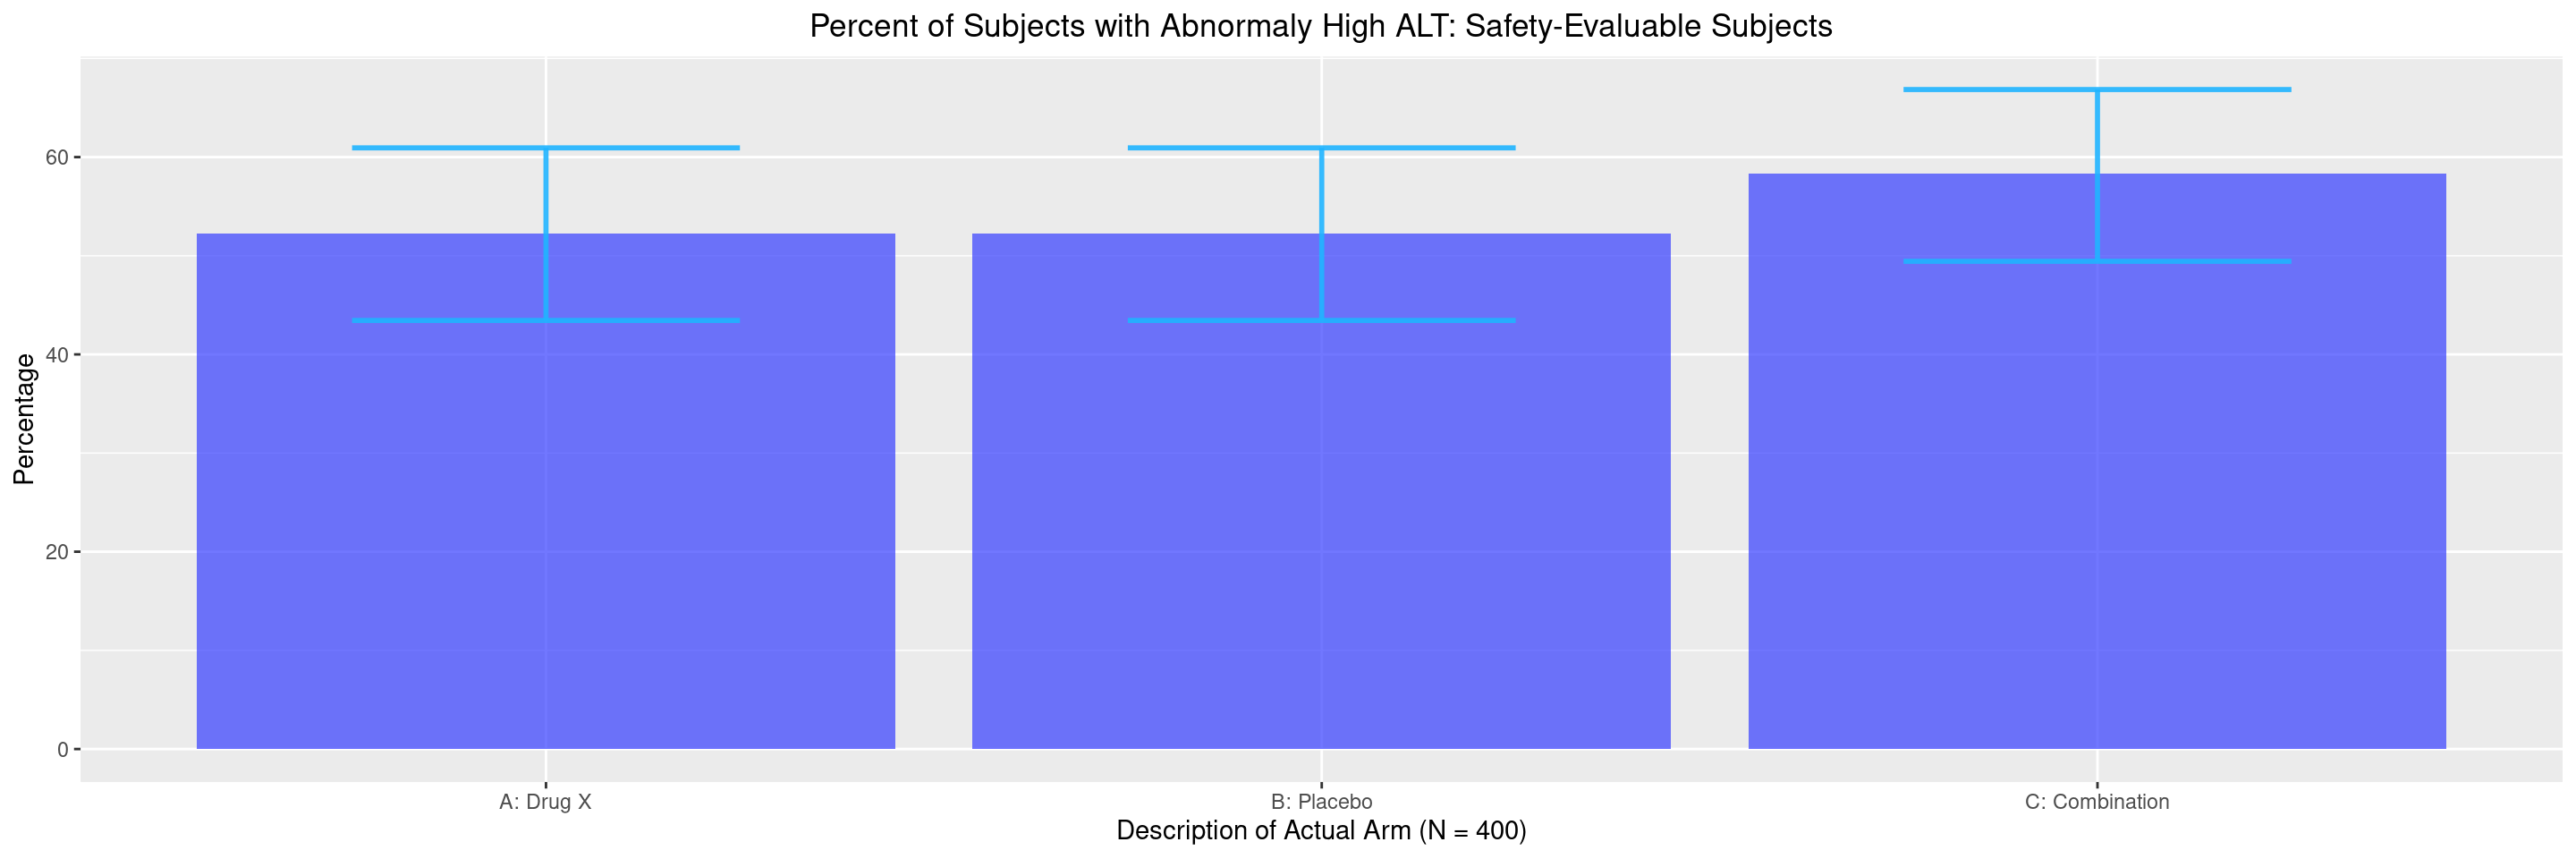 Percent of Subjects with Abnormaly High ALT: Safety-Evaluable Subjects
Percentage
60
40
20
0
A: Drug X
B: Placebo
C: Combination
Description of Actual Arm (N = 400)